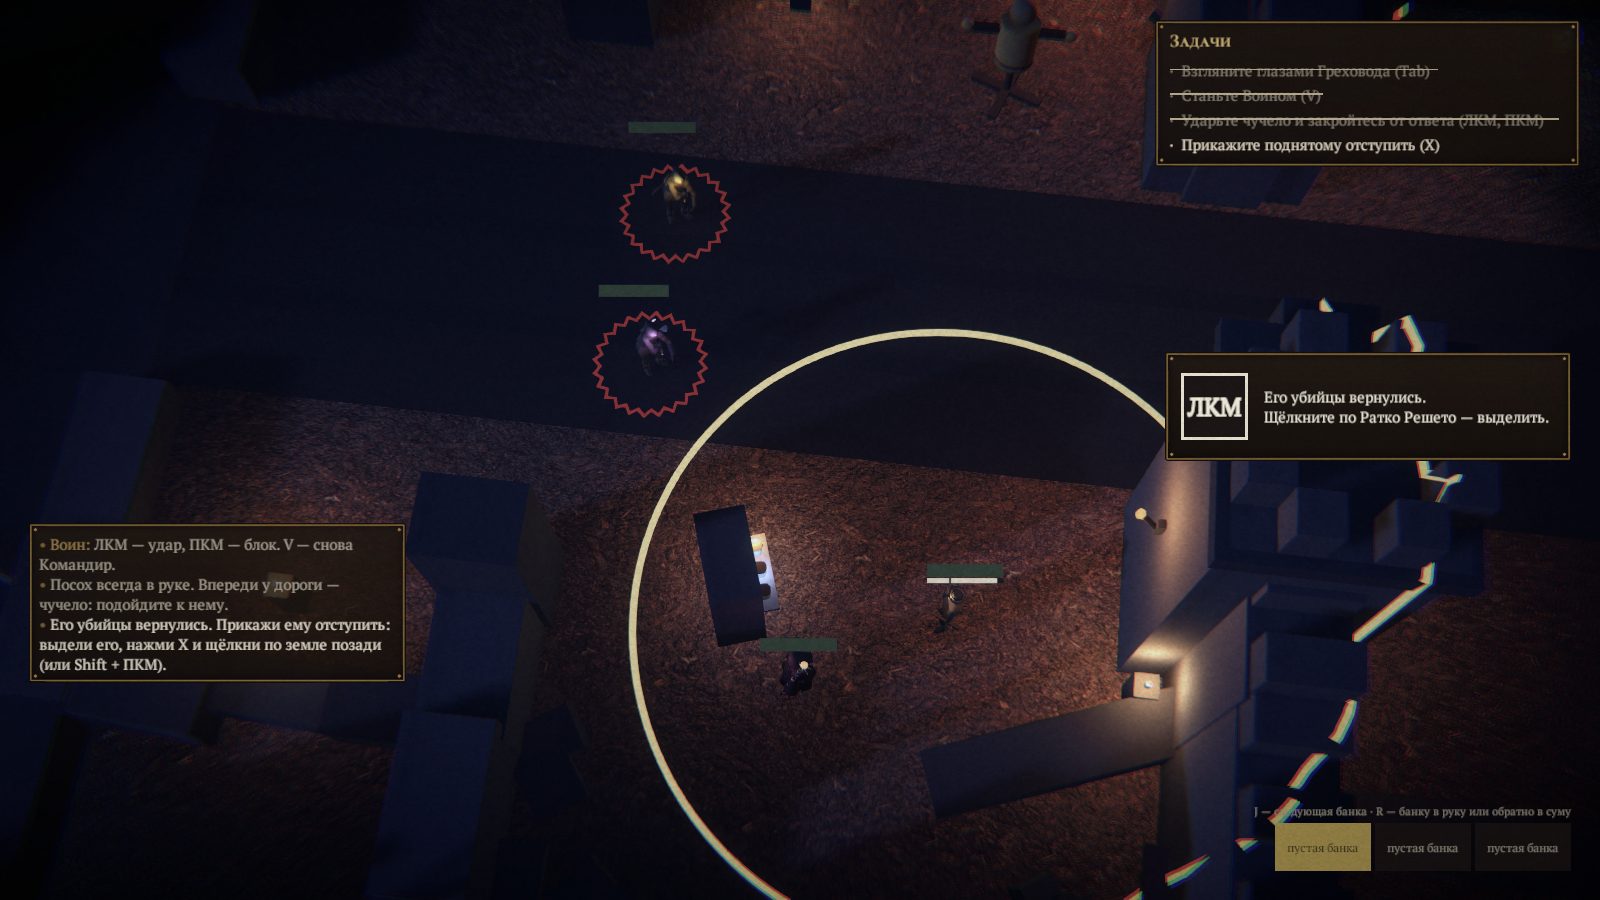 Задачи
· Взгляните глазами Греховода (Tab)
· Станьте Воином (V)
· Ударьте чучело и закройтесь от ответа (ЛКМ, ПКМ)
· Прикажите поднятому отступить (X)
ЛКМ
Его убийцы вернулись.
Щёлкните по Ратко Решето — выделить.
• Воин: ЛКМ — удар, ПКМ — блок. V — снова
Командир.
• Посох всегда в руке. Впереди у дороги —
чучело: подойдите к нему.
• Его убийцы вернулись. Прикажи ему отступить:
выдели его, нажми X и щёлкни по земле позади
(или Shift + ПКМ).
J — следующая банка · R — банку в руку или обратно в суму
пустая банка
пустая банка
пустая банка